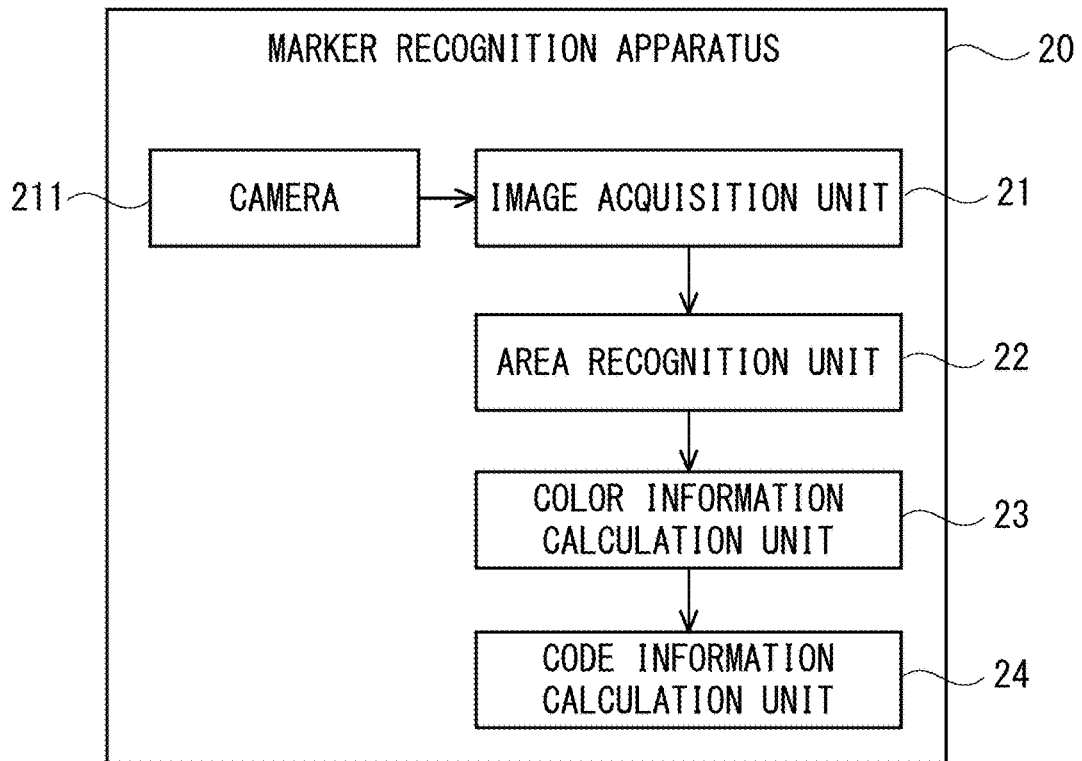 MARKER RECOGNITION APPARATUS
20
211
CAMERA
IMAGE ACQUISITION UNIT
21
AREA RECOGNITION UNIT
22
COLOR INFORMATION
CALCULATION UNIT
23
CODE INFORMATION
CALCULATION UNIT
24